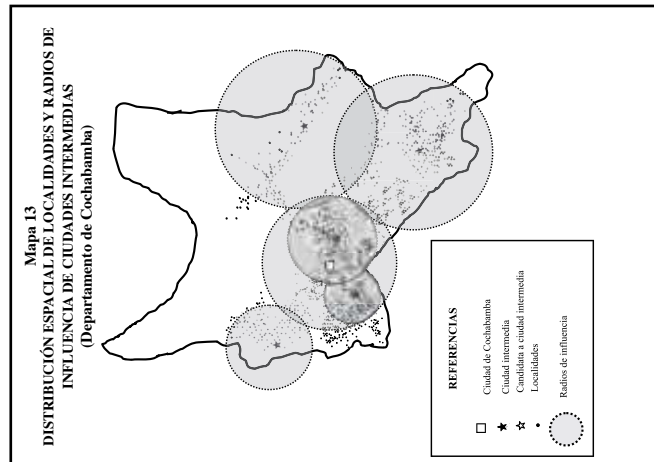 Mapa 13
DISTRIBUCIÓN ESPACIAL DE LOCALIDADES Y RADIOS DE
INFLUENCIA DE CIUDADES INTERMEDIAS
(Departamento de Cochabamba)
REFERENCIAS
Ciudad de Cochabamba
Ciudad intermedia
Candidata a ciudad intermedia
Localidades
Radios de influencia